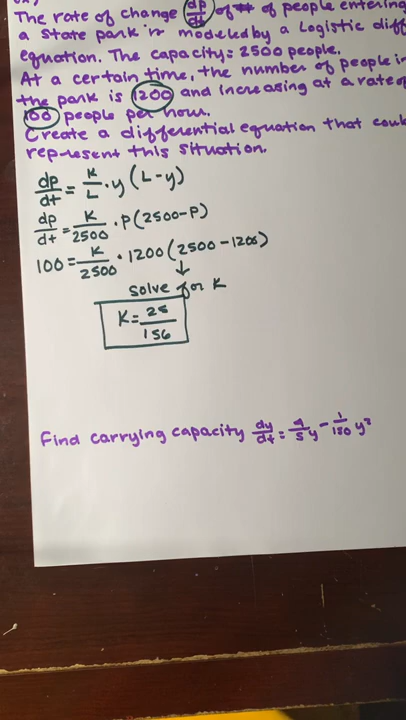 The rate of change dp/dt of # of people entering
a state park is modeled by a Logistic diff
equation. The capacity: 2500 people.
At a certain time, the number of people in
the park is 1200 and increasing at a rate of
100 people per hour.
Create a differential equation that could
represent this situation.
dp/dt = K/L · y (L-y)
dp/dt = K/2500 · P(2500-P)
100 = K/2500 · 1200 (2500-1200)
solve for K
K = 25/156
Find carrying capacity dy/dt = 4/5 y - 1/150 y²